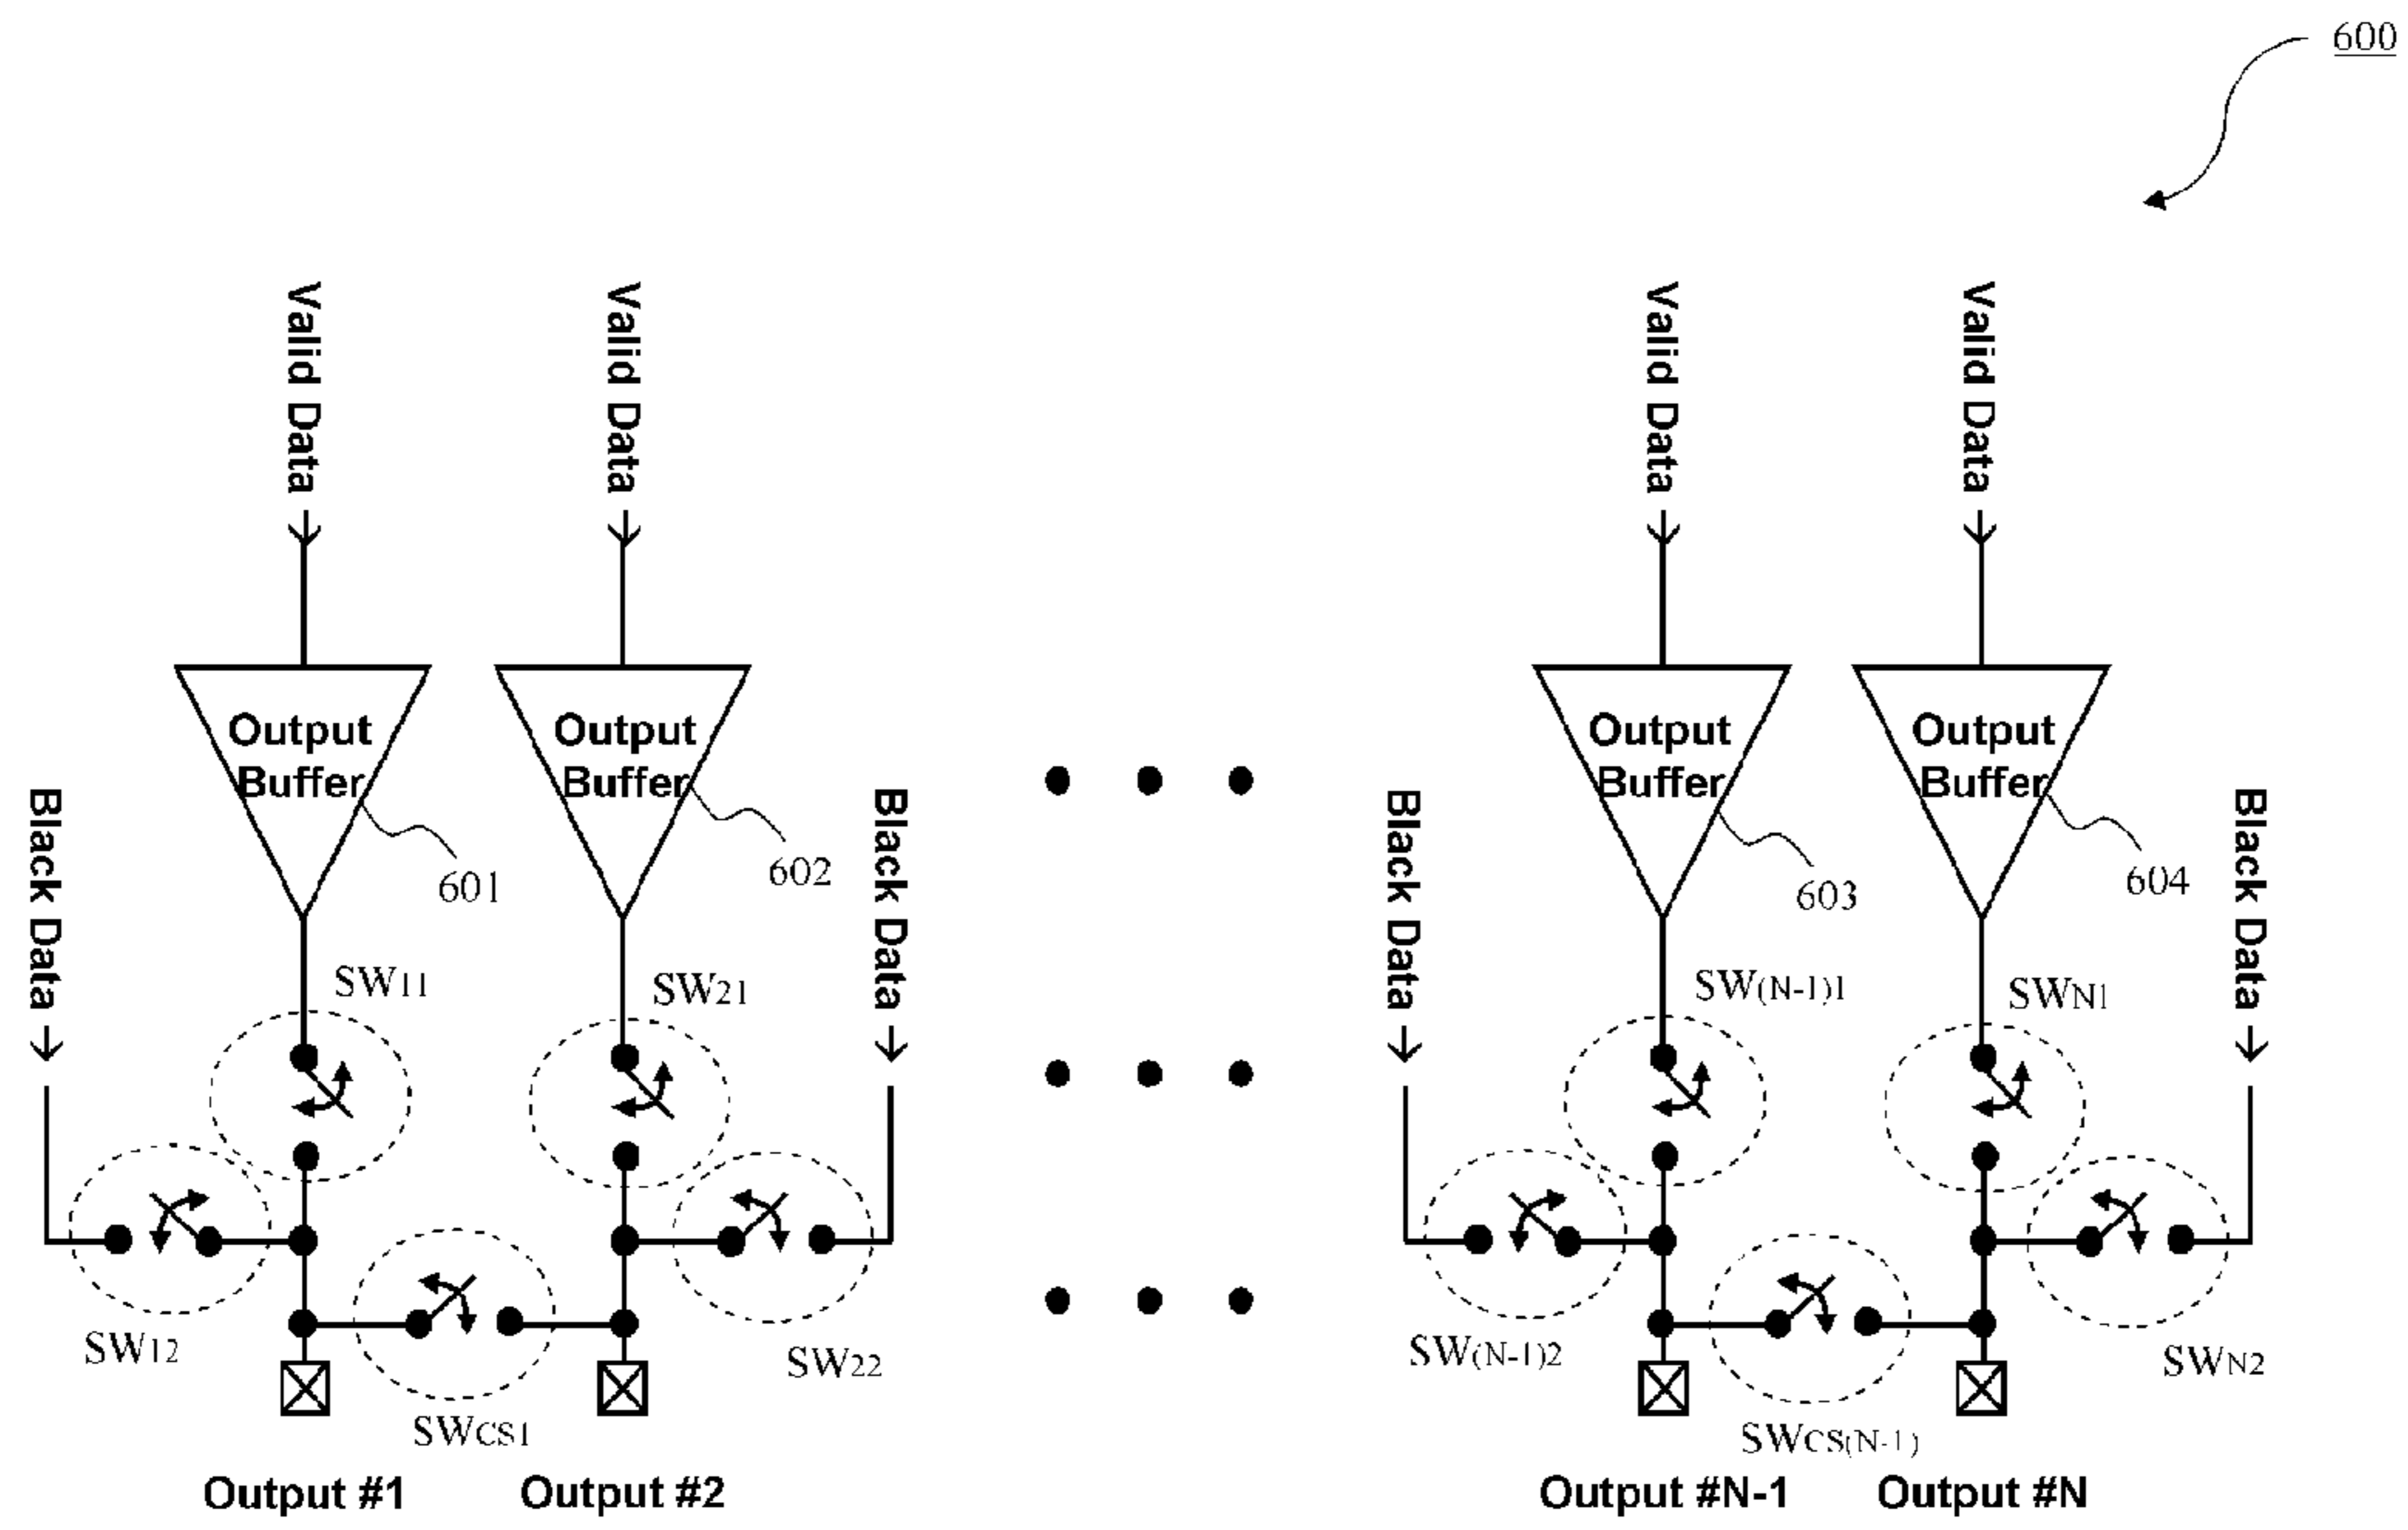 600
Valid Data
Valid Data
Valid Data
Valid Data
Output
Buffer
Output
Buffer
Output
Buffer
Output
Buffer
601
602
603
604
Black Data
Black Data
Black Data
Black Data
SW11
SW21
SW(N-1)1
SWN1
SW12
SW22
SW(N-1)2
SWN2
SWCS1
SWCS(N-1)
Output #1
Output #2
Output #N-1
Output #N